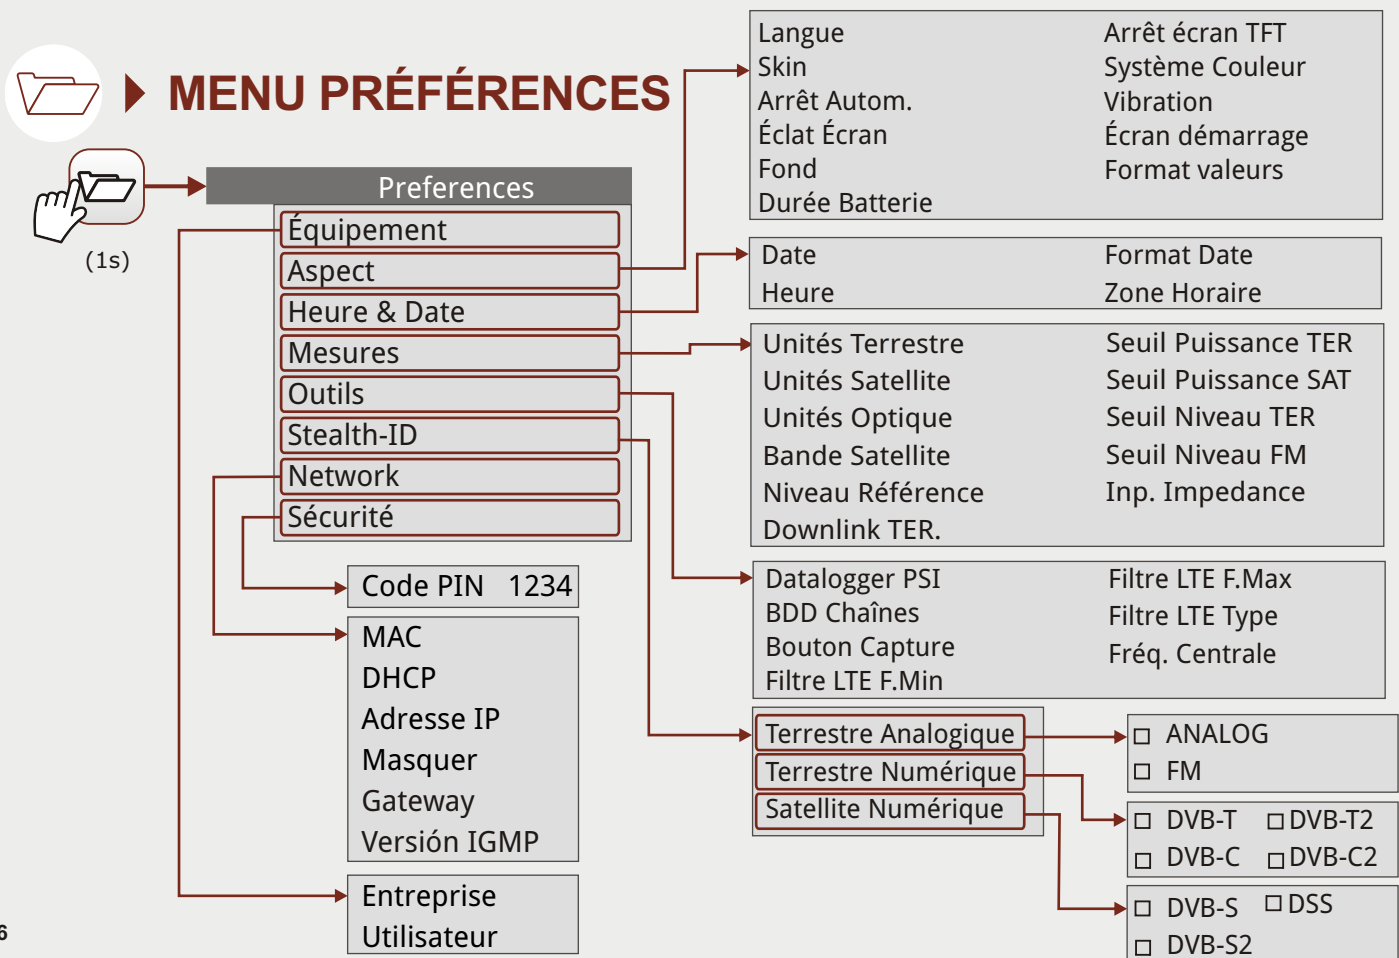 MENU PRÉFÉRENCES
(1s)
Preferences
Équipement
Aspect
Heure & Date
Mesures
Outils
Stealth-ID
Network
Sécurité
Code PIN 1234
MAC
DHCP
Adresse IP
Masquer
Gateway
Versión IGMP
Entreprise
Utilisateur
Langue
Skin
Arrêt Autom.
Éclat Écran
Fond
Durée Batterie
Arrêt écran TFT
Système Couleur
Vibration
Écran démarrage
Format valeurs
Date
Heure
Format Date
Zone Horaire
Unités Terrestre
Unités Satellite
Unités Optique
Bande Satellite
Niveau Référence
Downlink TER.
Seuil Puissance TER
Seuil Puissance SAT
Seuil Niveau TER
Seuil Niveau FM
Inp. Impedance
Datalogger PSI
BDD Chaînes
Bouton Capture
Filtre LTE F.Min
Filtre LTE F.Max
Filtre LTE Type
Fréq. Centrale
Terrestre Analogique
Terrestre Numérique
Satellite Numérique
ANALOG
FM
DVB-T DVB-T2
DVB-C DVB-C2
DVB-S DSS
DVB-S2
6